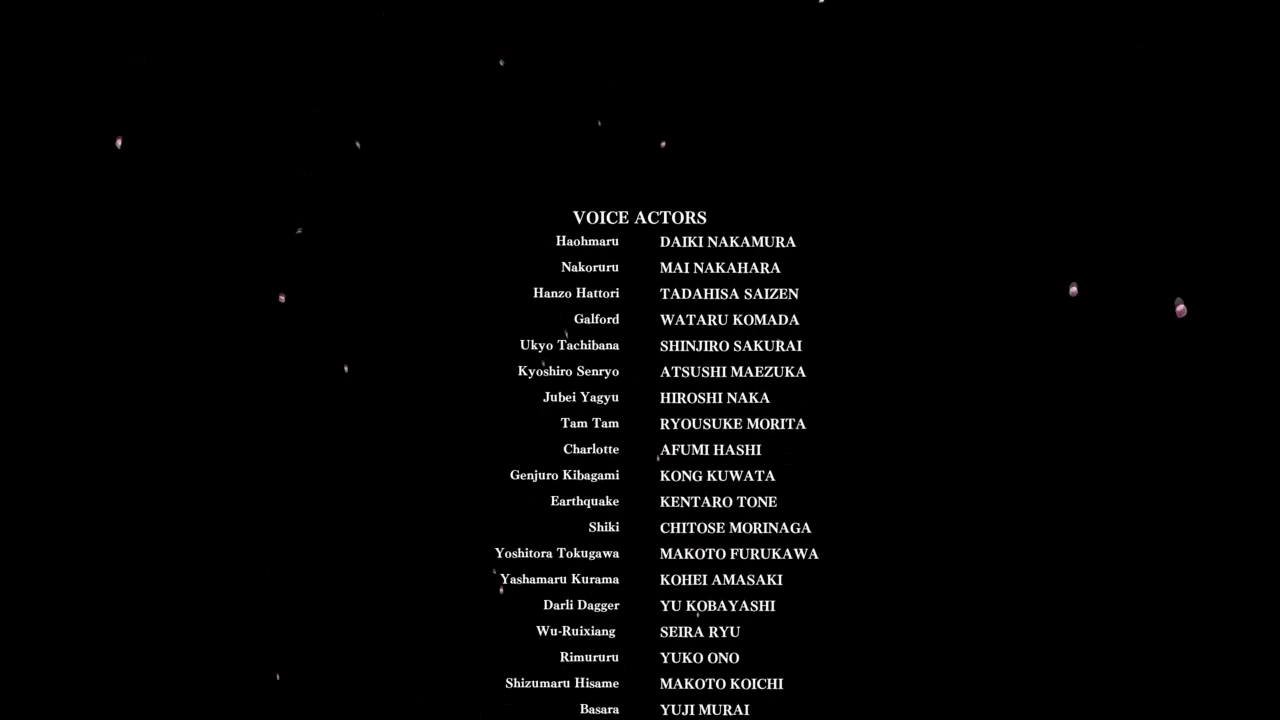 VOICE ACTORS
Haohmaru DAIKI NAKAMURA
Nakoruru MAI NAKAHARA
Hanzo Hattori TADAHISA SAIZEN
Galford WATARU KOMADA
Ukyo Tachibana SHINJIRO SAKURAI
Kyoshiro Senryo ATSUSHI MAEZUKA
Jubei Yagyu HIROSHI NAKA
Tam Tam RYOUSUKE MORITA
Charlotte AFUMI HASHI
Genjuro Kibagami KONG KUWATA
Earthquake KENTARO TONE
Shiki CHITOSE MORINAGA
Yoshitora Tokugawa MAKOTO FURUKAWA
Yashamaru Kurama KOHEI AMASAKI
Darli Dagger YU KOBAYASHI
Wu-Ruixiang SEIRA RYU
Rimururu YUKO ONO
Shizumaru Hisame MAKOTO KOICHI
Basara YUJI MURAI